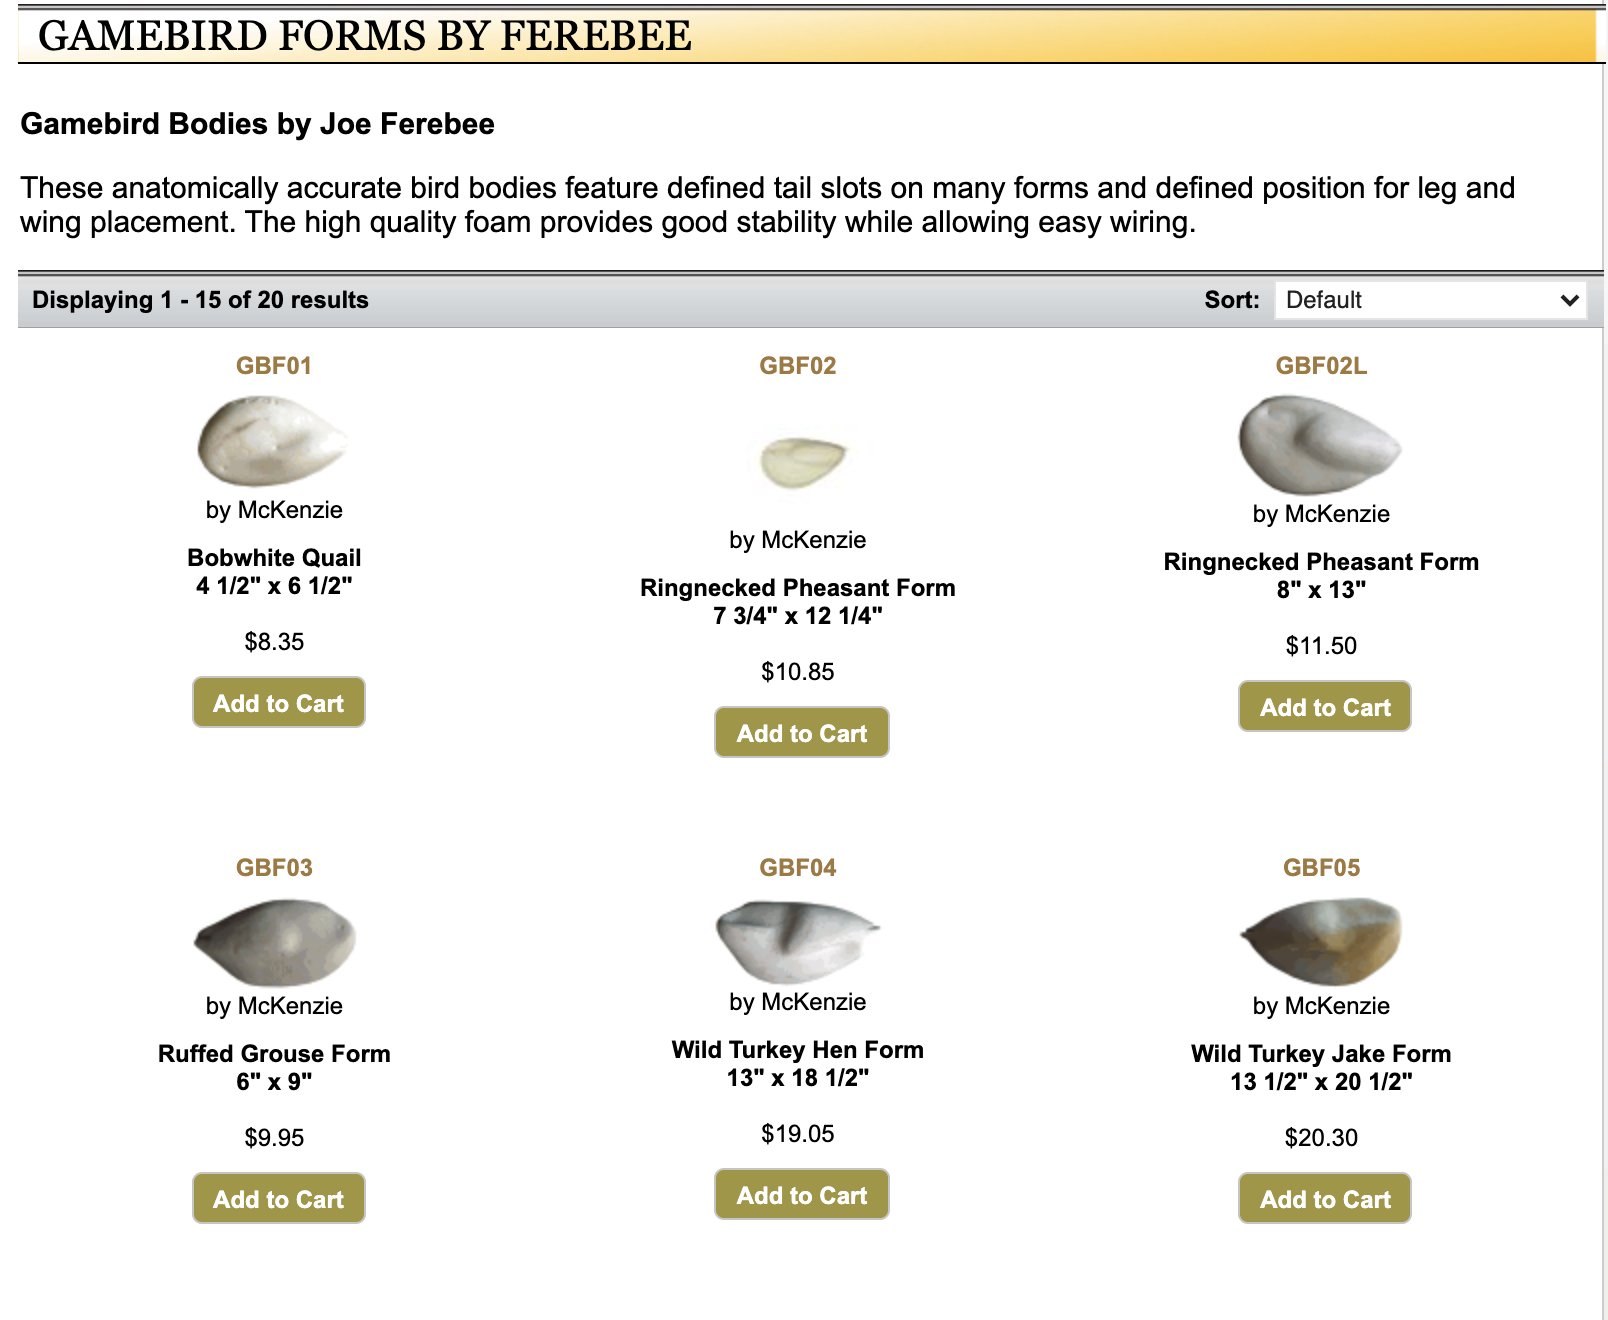 GAMEBIRD FORMS BY FEREBEE
Gamebird Bodies by Joe Ferebee
These anatomically accurate bird bodies feature defined tail slots on many forms and defined position for leg and
wing placement. The high quality foam provides good stability while allowing easy wiring.
Displaying 1 - 15 of 20 results
Sort: Default
GBF01
by McKenzie
Bobwhite Quail
4 1/2" x 6 1/2"
$8.35
Add to Cart
GBF02
by McKenzie
Ringnecked Pheasant Form
7 3/4" x 12 1/4"
$10.85
Add to Cart
GBF02L
by McKenzie
Ringnecked Pheasant Form
8" x 13"
$11.50
Add to Cart
GBF03
by McKenzie
Ruffed Grouse Form
6" x 9"
$9.95
Add to Cart
GBF04
by McKenzie
Wild Turkey Hen Form
13" x 18 1/2"
$19.05
Add to Cart
GBF05
by McKenzie
Wild Turkey Jake Form
13 1/2" x 20 1/2"
$20.30
Add to Cart